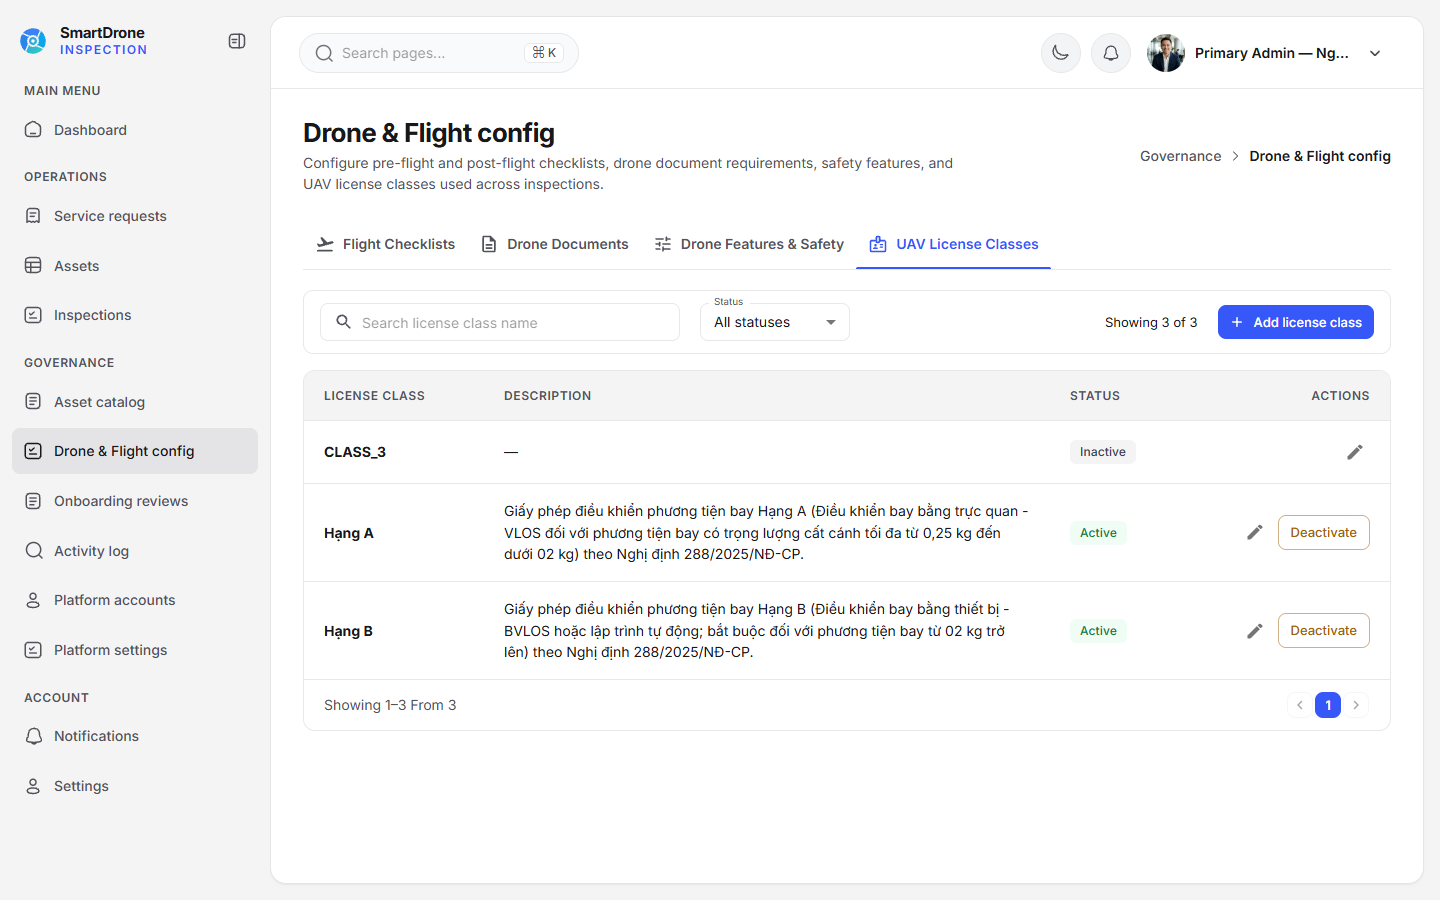 SmartDrone
INSPECTION
MAIN MENU
Dashboard
OPERATIONS
Service requests
Assets
Inspections
GOVERNANCE
Asset catalog
Drone & Flight config
Onboarding reviews
Activity log
Platform accounts
Platform settings
ACCOUNT
Notifications
Settings
Search pages...
⌘ K
Primary Admin — Ng...
Drone & Flight config
Configure pre-flight and post-flight checklists, drone document requirements, safety features, and
UAV license classes used across inspections.
Governance > Drone & Flight config
Flight Checklists
Drone Documents
Drone Features & Safety
UAV License Classes
Search license class name
Status
All statuses
Showing 3 of 3
+ Add license class
LICENSE CLASS DESCRIPTION STATUS ACTIONS
CLASS_3 — Inactive
Hạng A
Giấy phép điều khiển phương tiện bay Hạng A (Điều khiển bay bằng trực quan -
VLOS đối với phương tiện bay có trọng lượng cất cánh tối đa từ 0,25 kg đến
dưới 02 kg) theo Nghị định 288/2025/NĐ-CP.
Active
Deactivate
Hạng B
Giấy phép điều khiển phương tiện bay Hạng B (Điều khiển bay bằng thiết bị -
BVLOS hoặc lập trình tự động; bắt buộc đối với phương tiện bay từ 02 kg trở
lên) theo Nghị định 288/2025/NĐ-CP.
Active
Deactivate
Showing 1–3 From 3
< 1 >